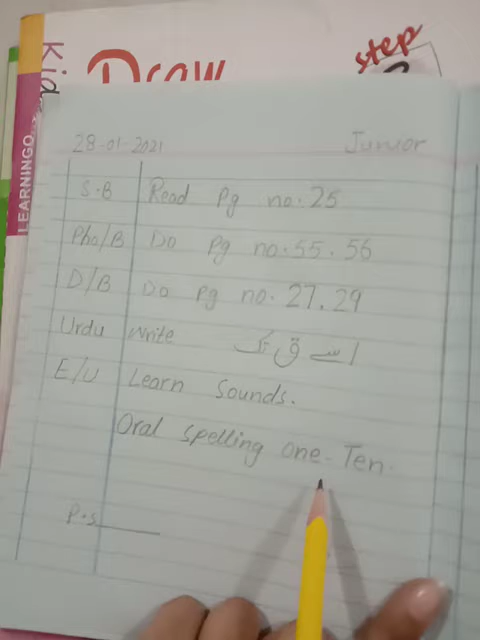 step
Kid
Draw
LEARNING
28-01-2021 Junior
S.B Read Pg no. 25
Pho/B Do Pg no. 55. 56
D/B Do Pg no. 27. 29
Urdu Write ا سے ق تک
E/U Learn Sounds.
Oral spelling one - Ten.
P.s